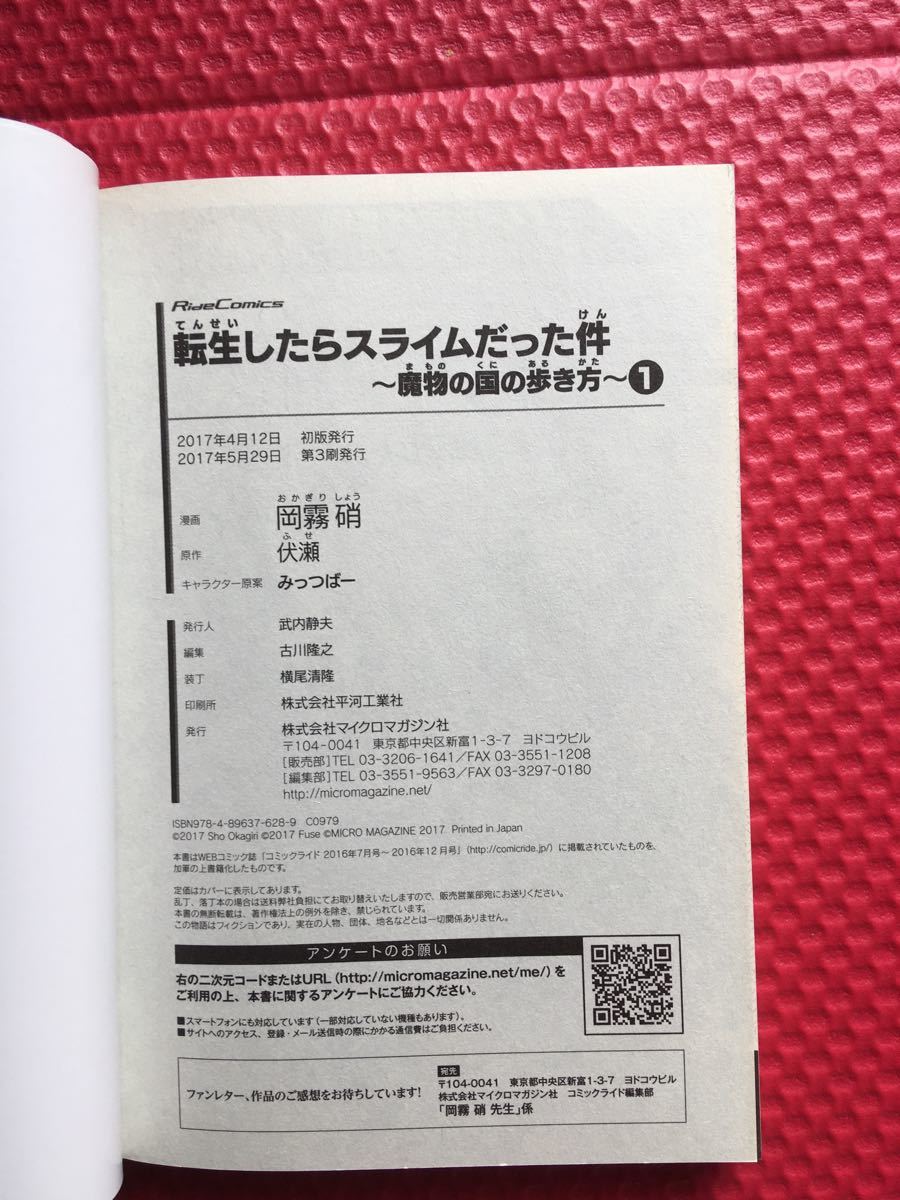 RideComics
てんせい けん
転生したらスライムだった件
まもの くに ある かた
～魔物の国の歩き方～1
2017年4月12日 初版発行
2017年5月29日 第3刷発行
おかぎり しょう
漫画 岡霧 硝
ふせ
原作 伏瀬
キャラクター原案 みっつばー
発行人 武内静夫
編集 古川隆之
装丁 横尾清隆
印刷所 株式会社平河工業社
発行 株式会社マイクロマガジン社
〒104-0041 東京都中央区新富1-3-7 ヨドコウビル
[販売部]TEL 03-3206-1641／FAX 03-3551-1208
[編集部]TEL 03-3551-9563／FAX 03-3297-0180
http://micromagazine.net/
ISBN978-4-89637-628-9 C0979
©2017 Sho Okagiri ©2017 Fuse ©MICRO MAGAZINE 2017 Printed in Japan
本書はWEBコミック誌「コミックライド 2016年7月号～2016年12月号」(http://comicride.jp/)に掲載されていたものを、
加筆の上書籍化したものです。
定価はカバーに表示してあります。
乱丁、落丁本の場合は送料弊社負担にてお取り替えいたしますので、販売営業部宛にお送りください。
本書の無断転載は、著作権法上の例外を除き、禁じられています。
この物語はフィクションであり、実在の人物、団体、地名などとは一切関係ありません。
アンケートのお願い
右の二次元コードまたはURL(http://micromagazine.net/me/)を
ご利用の上、本書に関するアンケートにご協力ください。
■スマートフォンにも対応しています(一部対応していない機種もあります)。
■サイトへのアクセス、登録・メール送信時の際にかかる通信費はご負担ください。
ファンレター、作品のご感想をお待ちしています!
宛先
〒104-0041 東京都中央区新富1-3-7 ヨドコウビル
株式会社マイクロマガジン社 コミックライド編集部
「岡霧 硝 先生」係